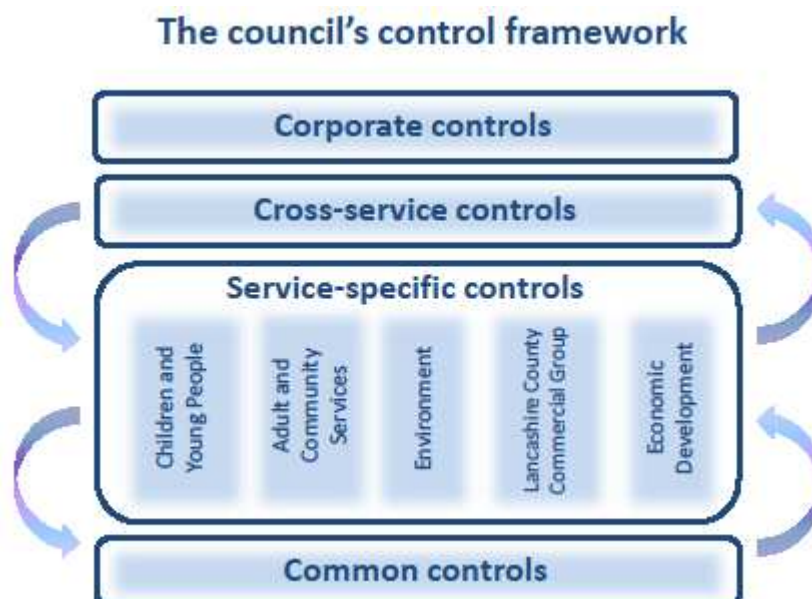 The council's control framework
Corporate controls
Cross-service controls
Service-specific controls
Children and
Young People
Adult and
Community
Services
Environment
Lancashire County
Commercial Group
Economic
Development
Common controls